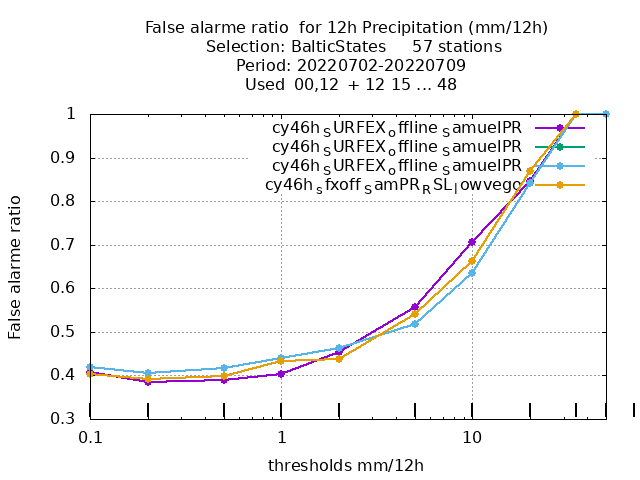 False alarme ratio  for 12h Precipitation (mm/12h)
Selection: BalticStates     57 stations
Period: 20220702-20220709
Used  00,12  + 12 15 ... 48
cy46h_SURFEX_offline_SamuelPR
cy46h_SURFEX_offline_SamuelPR
cy46h_SURFEX_offline_SamuelPR
cy46h_sfxoff_SamPR_RSL_lowvego
1
0.9
0.8
0.7
0.6
0.5
0.4
0.3
False alarme ratio
0.1 1 10
thresholds mm/12h